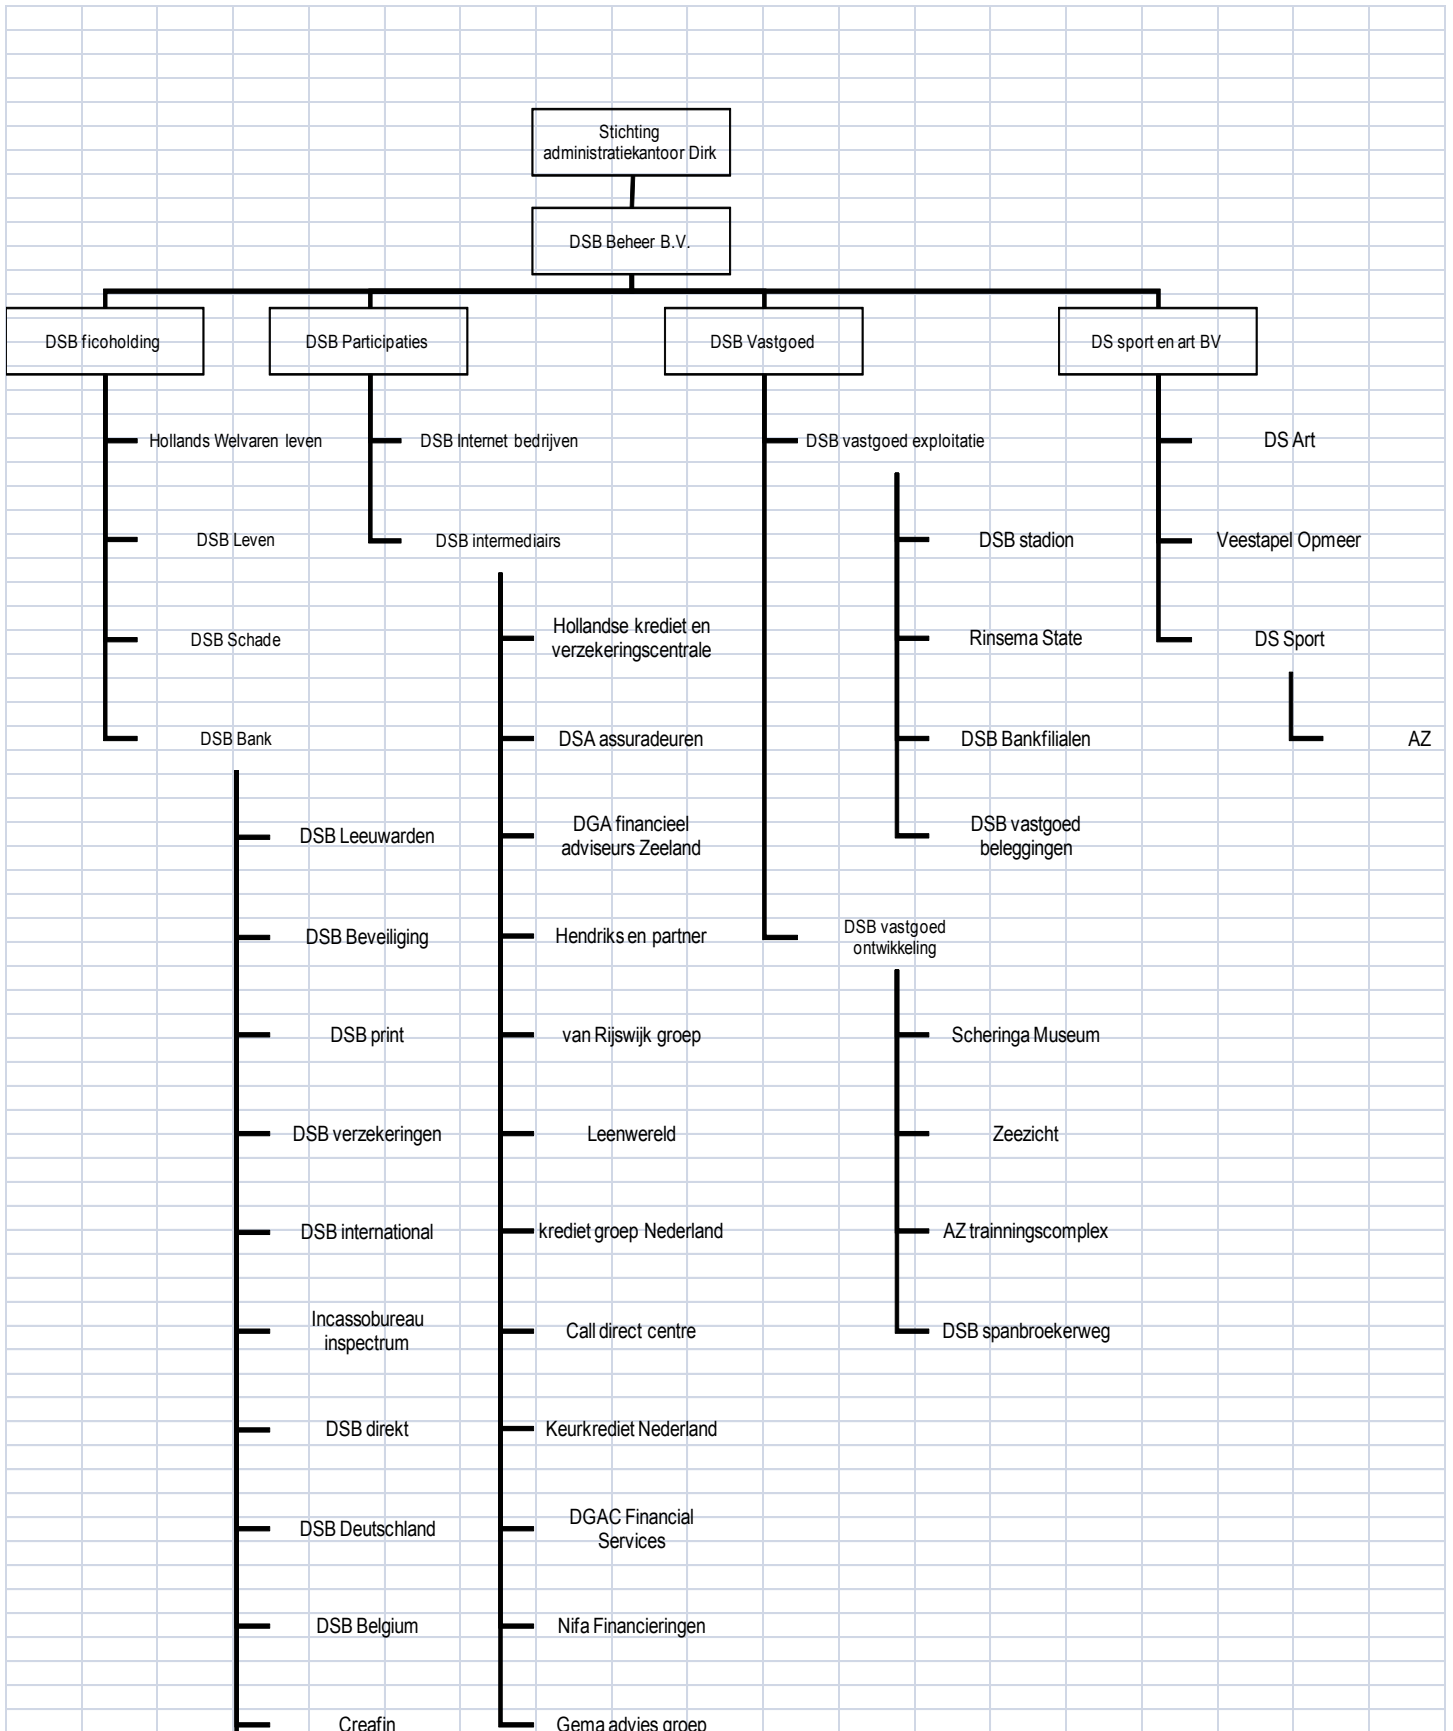 Stichting
administratiekantoor Dirk
DSB Beheer B.V.
DSB ficoholding
DSB Participaties
DSB Vastgoed
DS sport en art BV
Hollands Welvaren leven
DSB Internet bedrijven
DSB vastgoed exploitatie
DS Art
DSB Leven
DSB intermediairs
DSB stadion
Veestapel Opmeer
DSB Schade
Hollandse krediet en
verzekeringscentrale
Rinsema State
DS Sport
DSB Bank
DSA assuradeuren
DSB Bankfilialen
AZ
DSB Leeuwarden
DGA financieel
adviseurs Zeeland
DSB vastgoed
beleggingen
DSB Beveiliging
Hendriks en partner
DSB vastgoed
ontwikkeling
DSB print
van Rijswijk groep
Scheringa Museum
DSB verzekeringen
Leenwereld
Zeezicht
DSB international
krediet groep Nederland
AZ trainningscomplex
Incassobureau
inspectrum
Call direct centre
DSB spanbroekerweg
DSB direkt
Keurkrediet Nederland
DSB Deutschland
DGAC Financial
Services
DSB Belgium
Nifa Financieringen
Creafin
Gema advies groep